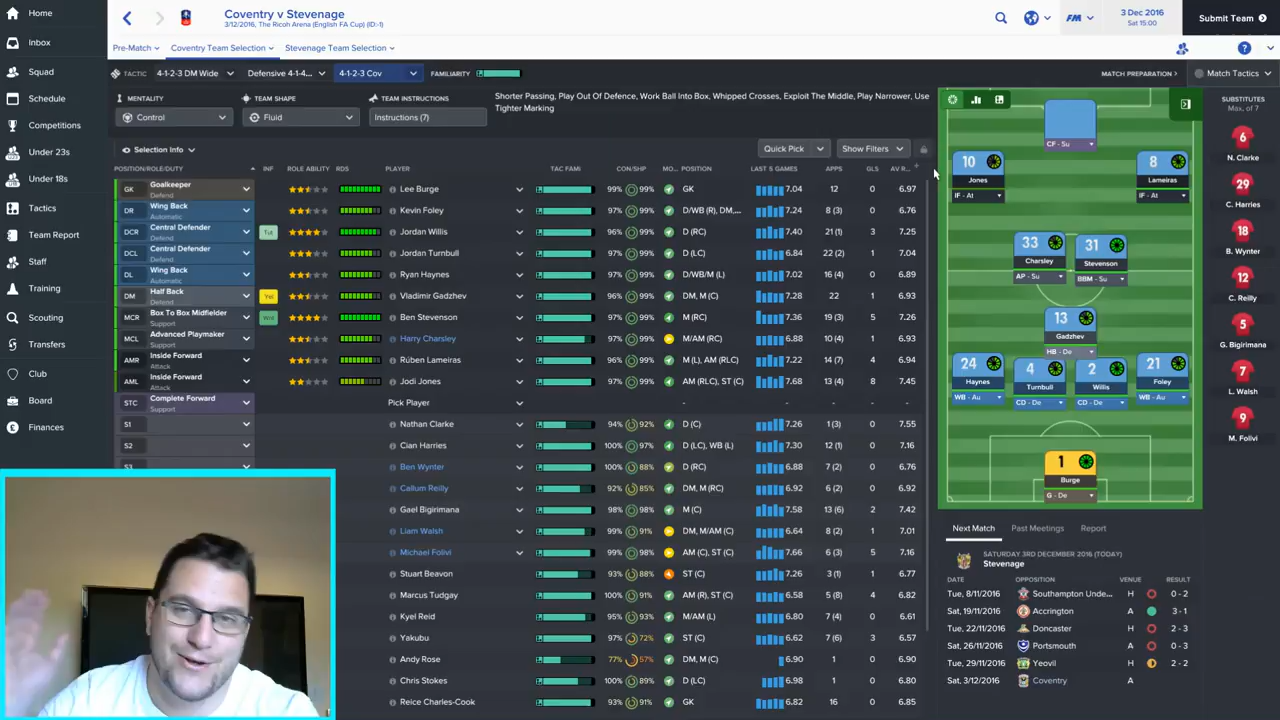 Home
Inbox
Squad
Schedule
Competitions
Under 23s
Under 18s
Tactics
Team Report
Staff
Training
Scouting
Transfers
Club
Board
Finances
Coventry v Stevenage
3/12/2016, The Ricoh Arena (English FA Cup) (ID:-1)
FM
3 Dec 2016
Sat 15:00
Submit Team
Pre-Match
Coventry Team Selection
Stevenage Team Selection
TACTIC 4-1-2-3 DM Wide Defensive 4-1-4... 4-1-2-3 Cov FAMILIARITY
MATCH PREPARATION >
Match Tactics
MENTALITY TEAM SHAPE TEAM INSTRUCTIONS
Control Fluid Instructions (7)
Shorter Passing, Play Out Of Defence, Work Ball Into Box, Whipped Crosses, Exploit The Middle, Play Narrower, Use
Tighter Marking
Selection Info
Quick Pick Show Filters
POSITION/ROLE/DUTY INF ROLE ABILITY RDS PLAYER TAC FAMI CON/SHP MO... POSITION LAST 5 GAMES APPS GLS AV R...
GK Goalkeeper Defend Lee Burge 99% 99% GK 7.04 12 0 6.97
DR Wing Back Automatic Kevin Foley 97% 99% D/WB (R), DM,... 7.24 8 (3) 0 6.76
DCR Central Defender Defend Tut Jordan Willis 97% 99% D (RC) 7.40 21 (1) 3 7.25
DCL Central Defender Defend Jordan Turnbull 97% 99% D (LC) 6.84 22 (2) 1 7.04
DL Wing Back Automatic Ryan Haynes 97% 99% D/WB/M (L) 7.02 16 (4) 0 6.89
DM Half Back Defend Yel Vladimir Gadzhev 96% 99% DM, M (C) 7.28 22 1 6.93
MCR Box To Box Midfielder Support Wnt Ben Stevenson 99% 99% M (RC) 7.36 19 (3) 5 7.26
MCL Advanced Playmaker Support Harry Charsley 97% 99% M/AM (RC) 6.88 10 (4) 1 6.93
AMR Inside Forward Attack Rúben Lameiras 96% 99% M (L), AM (RLC) 7.22 14 (7) 4 6.94
AML Inside Forward Attack Jodi Jones 97% 99% AM (RLC), ST (C) 7.68 13 (4) 8 7.45
STC Complete Forward Support Pick Player - - - -
S1 Nathan Clarke 94% 92% D (C) 7.26 1 (3) 0 7.55
S2 Cian Harries 100% 97% D (LC), WB (L) 7.30 12 (1) 0 7.16
S3 Ben Wynter 100% 88% D (RC) 6.88 7 (2) 0 6.76
Callum Reilly 92% 85% DM, M (RC) 6.92 6 (2) 0 6.92
Gael Bigirimana 98% 98% M (C) 7.58 13 (6) 2 7.42
Liam Walsh 99% 91% DM, M/AM (C) 6.64 8 (2) 1 7.01
Michael Folivi 99% 98% AM (C), ST (C) 7.66 6 (3) 5 7.16
Stuart Beavon 93% 88% ST (C) 7.26 3 (1) 1 6.77
Marcus Tudgay 100% 91% AM (R), ST (C) 6.58 5 (8) 4 6.82
Kyel Reid 95% 93% M/AM (L) 6.80 7 (4) 0 6.61
Yakubu 97% 72% ST (C) 6.62 7 (6) 3 6.57
Andy Rose 77% 57% DM, M (C) 6.90 1 0 6.90
Chris Stokes 100% 89% D (LC) 6.98 1 0 6.80
Reice Charles-Cook 93% 91% GK 6.82 16 0 6.85
CF - Su
10 8
Jones Lameiras
IF - At IF - At
33 31
Charsley Stevenson
AP - Su BBM - Su
13
Gadzhev
HB - De
24 4 2 21
Haynes Turnbull Willis Foley
WB - Au CD - De CD - De WB - Au
1
Burge
G - De
SUBSTITUTES
Max. of 7
6
N. Clarke
29
C. Harries
18
B. Wynter
12
C. Reilly
5
G. Bigirimana
7
L. Walsh
9
M. Folivi
Next Match Past Meetings Report
SATURDAY 3RD DECEMBER 2016 (TODAY)
Stevenage
DATE OPPOSITION VENUE RESULT
Tue, 8/11/2016 Southampton Unde... H 0 - 2
Sat, 19/11/2016 Accrington A 3 - 1
Tue, 22/11/2016 Doncaster H 2 - 3
Sat, 26/11/2016 Portsmouth A 0 - 3
Tue, 29/11/2016 Yeovil H 2 - 2
Sat, 3/12/2016 Coventry A